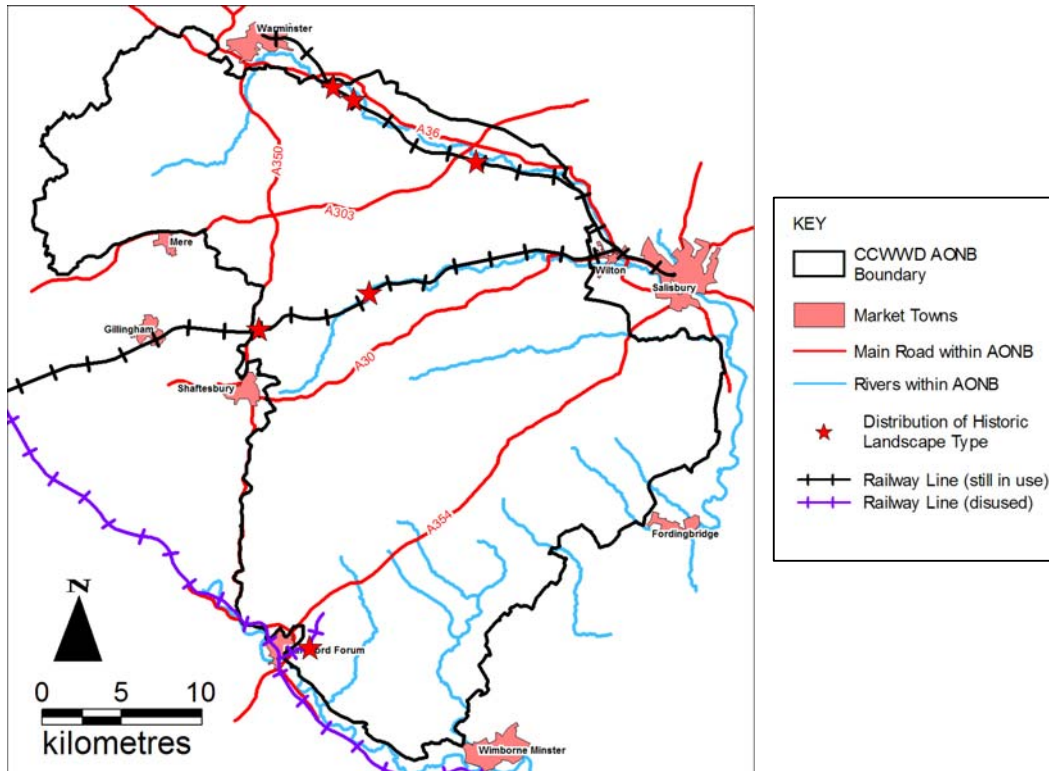 Warminster
A36
A350
A303
Mere
Wilton
Salisbury
Gillingham
A30
Shaftesbury
A354
Fordingbridge
N
Forum
0 5 10
kilometres
Wimborne Minster
KEY
CCWWD AONB
Boundary
Market Towns
Main Road within AONB
Rivers within AONB
Distribution of Historic
Landscape Type
Railway Line (still in use)
Railway Line (disused)